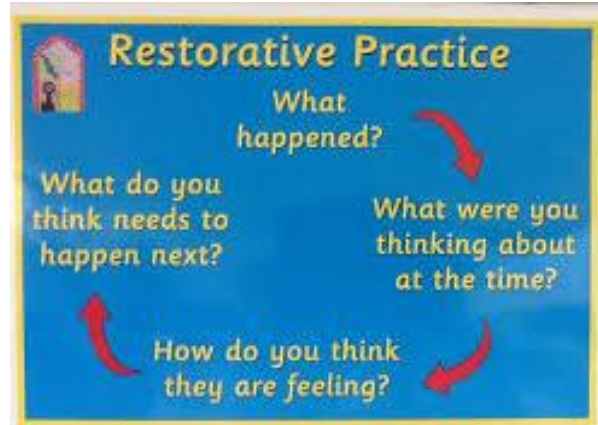 Restorative Practice
What
happened?
What were you
thinking about
at the time?
How do you think
they are feeling?
What do you
think needs to
happen next?